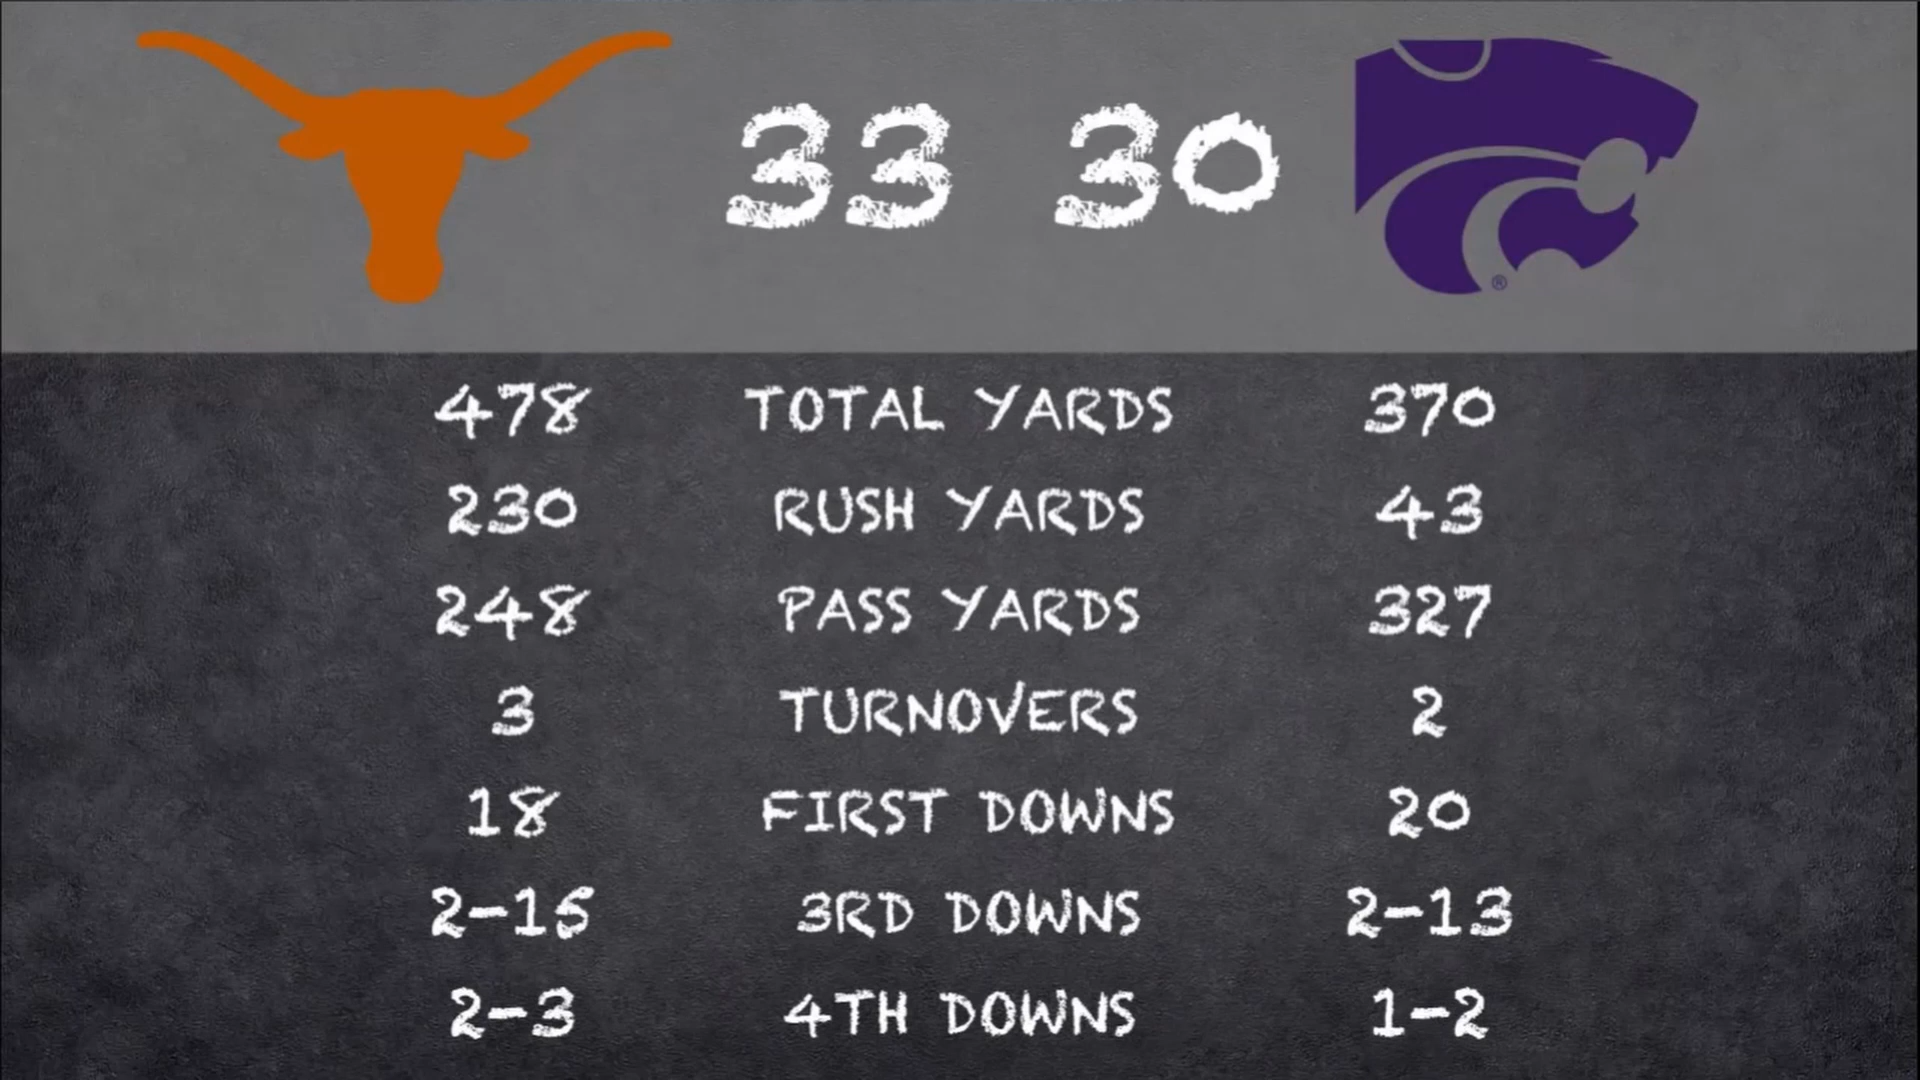 33 30
478 TOTAL YARDS 370
230 RUSH YARDS 43
248 PASS YARDS 327
3 TURNOVERS 2
18 FIRST DOWNS 20
2-15 3RD DOWNS 2-13
2-3 4TH DOWNS 1-2
®